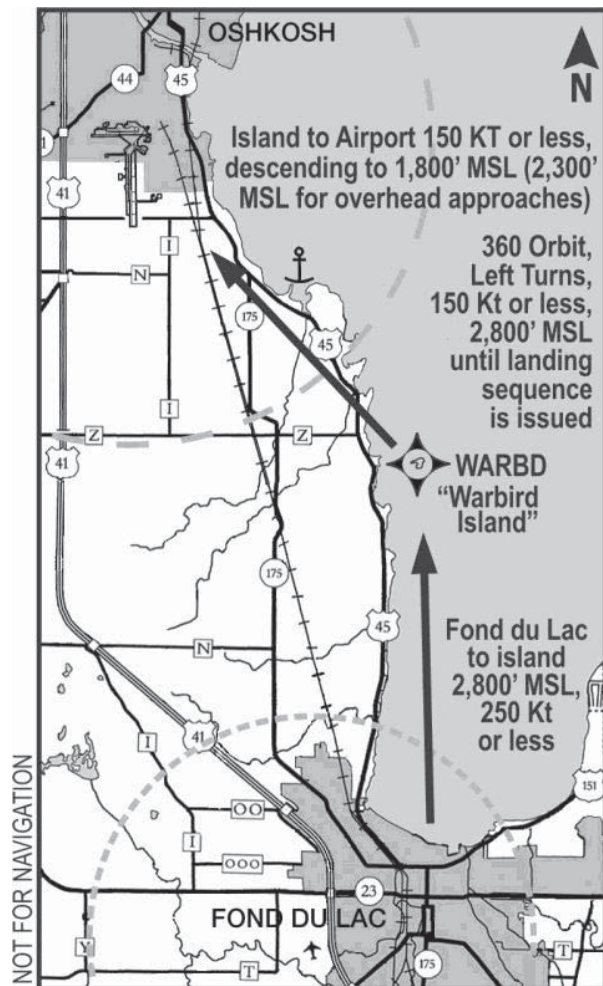 OSHKOSH
44
45
N
41
Island to Airport 150 KT or less,
descending to 1,800' MSL (2,300'
MSL for overhead approaches)
I
N
175
45
360 Orbit,
Left Turns,
150 Kt or less,
2,800' MSL
until landing
sequence
is issued
I
Z
Z
41
WARBD
"Warbird
Island"
175
45
N
Fond du Lac
to island
2,800' MSL,
250 Kt
or less
41
I
151
OO
I
OOO
23
FOND DU LAC
Y
T
175
T
NOT FOR NAVIGATION